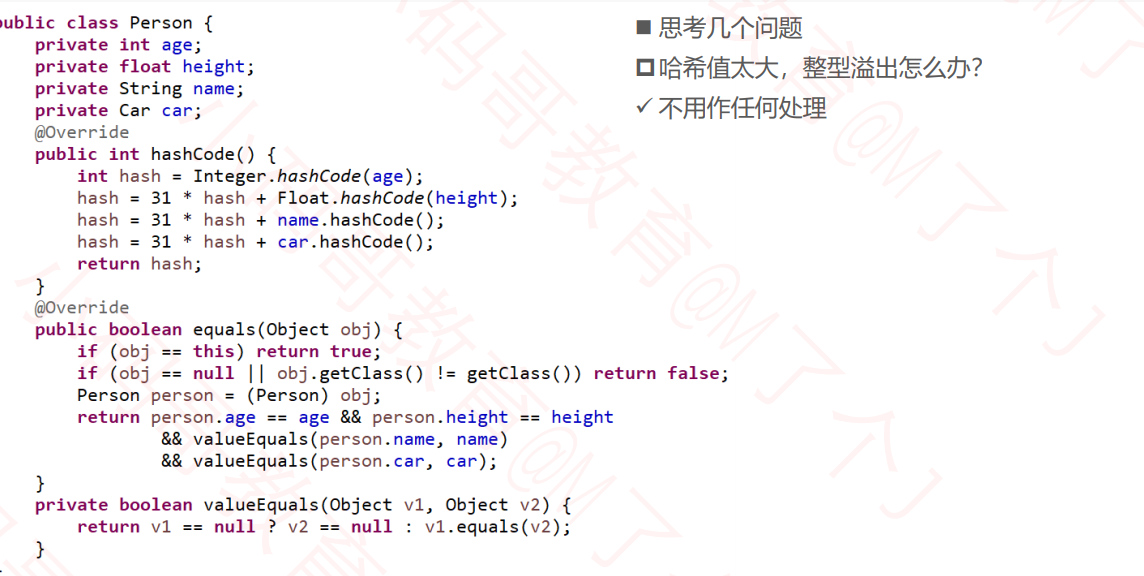 public class Person {
    private int age;
    private float height;
    private String name;
    private Car car;
    @Override
    public int hashCode() {
        int hash = Integer.hashCode(age);
        hash = 31 * hash + Float.hashCode(height);
        hash = 31 * hash + name.hashCode();
        hash = 31 * hash + car.hashCode();
        return hash;
    }
    @Override
    public boolean equals(Object obj) {
        if (obj == this) return true;
        if (obj == null || obj.getClass() != getClass()) return false;
        Person person = (Person) obj;
        return person.age == age && person.height == height
                && valueEquals(person.name, name)
                && valueEquals(person.car, car);
    }
    private boolean valueEquals(Object v1, Object v2) {
        return v1 == null ? v2 == null : v1.equals(v2);
    }
■ 思考几个问题
哈希值太大，整型溢出怎么办？
✓ 不用作任何处理
小码哥教育@M了个J